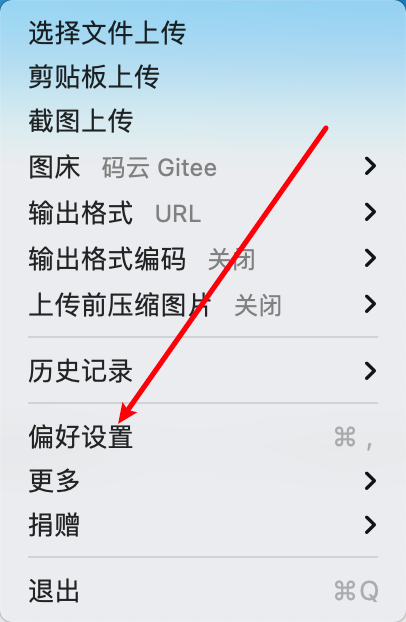 选择文件上传
剪贴板上传
截图上传
图床 码云 Gitee
输出格式 URL
输出格式编码 关闭
上传前压缩图片 关闭
历史记录
偏好设置 ⌘ ,
更多
捐赠
退出 ⌘Q